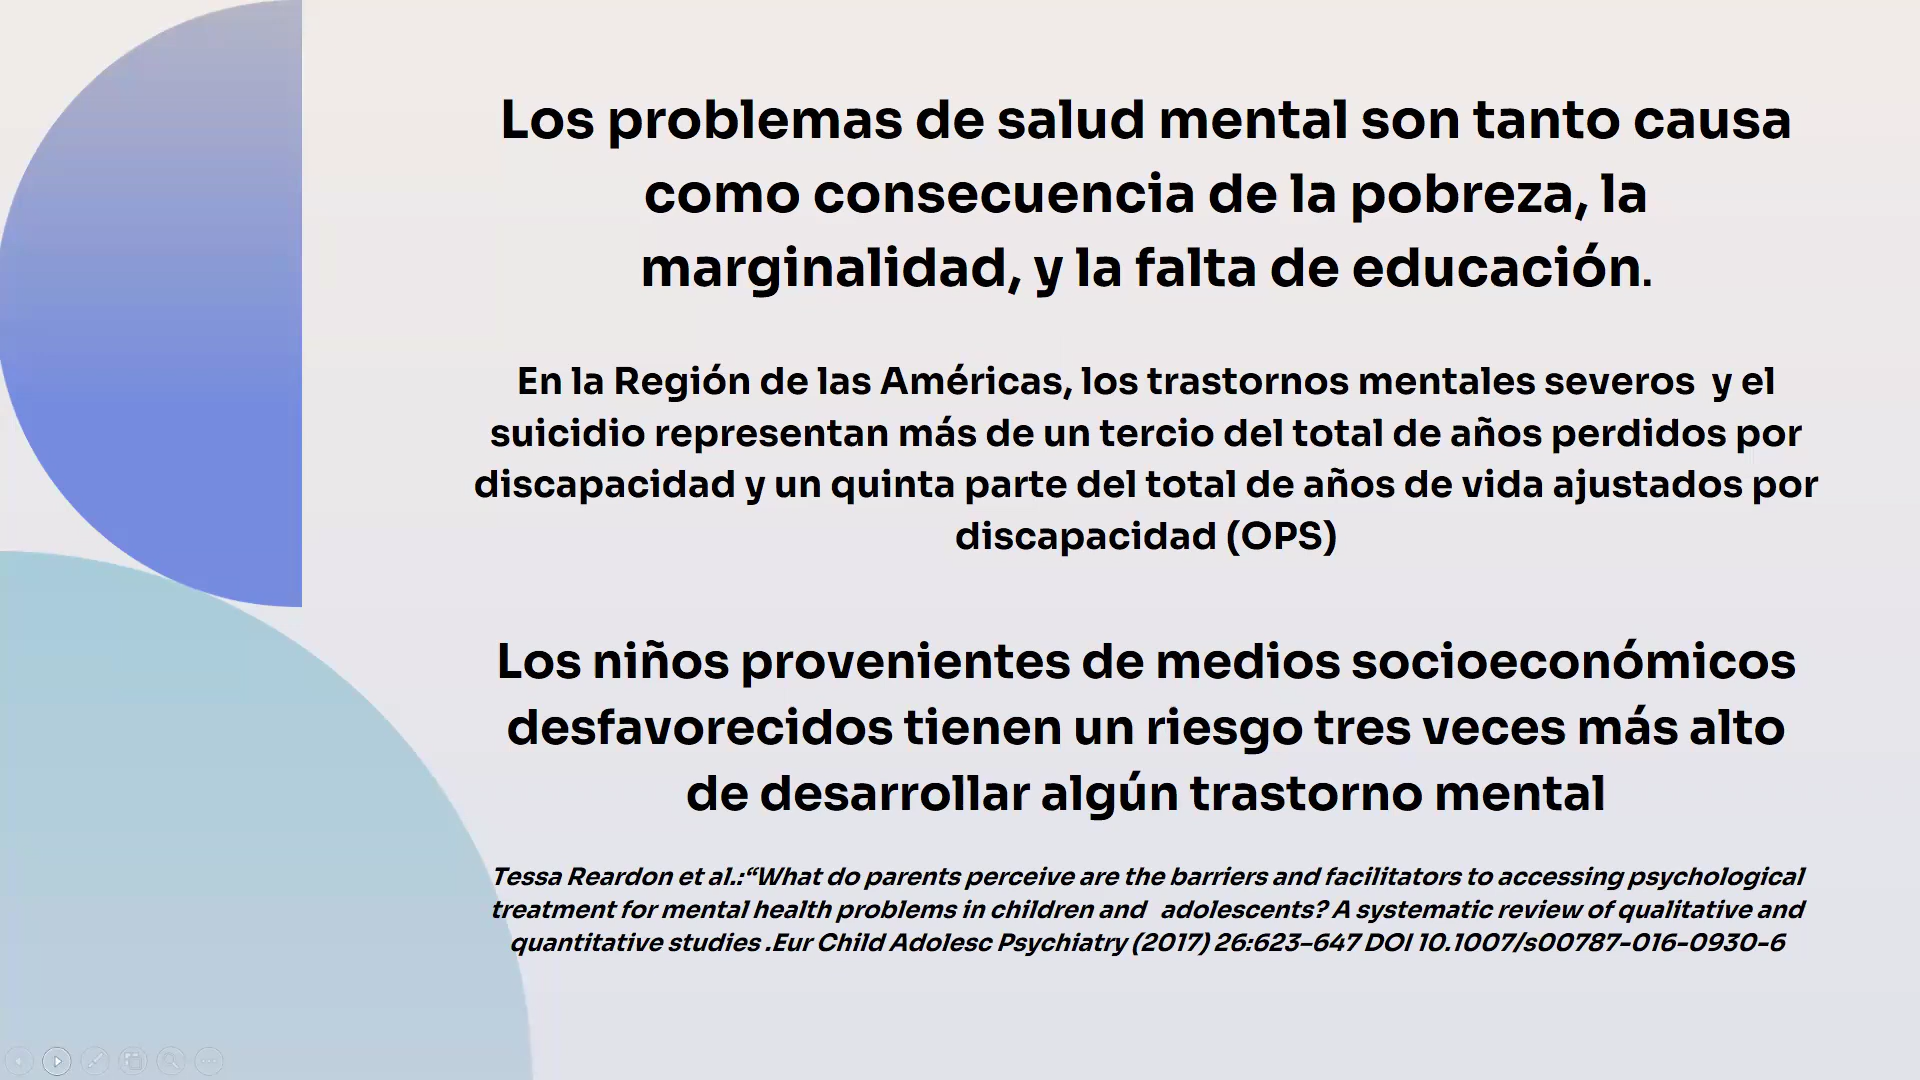 Los problemas de salud mental son tanto causa
como consecuencia de la pobreza, la
marginalidad, y la falta de educación.
En la Región de las Américas, los trastornos mentales severos  y el
suicidio representan más de un tercio del total de años perdidos por
discapacidad y un quinta parte del total de años de vida ajustados por
discapacidad (OPS)
Los niños provenientes de medios socioeconómicos
desfavorecidos tienen un riesgo tres veces más alto
de desarrollar algún trastorno mental
Tessa Reardon et al.:“What do parents perceive are the barriers and facilitators to accessing psychological
treatment for mental health problems in children and  adolescents? A systematic review of qualitative and
quantitative studies .Eur Child Adolesc Psychiatry (2017) 26:623–647 DOI 10.1007/s00787-016-0930-6